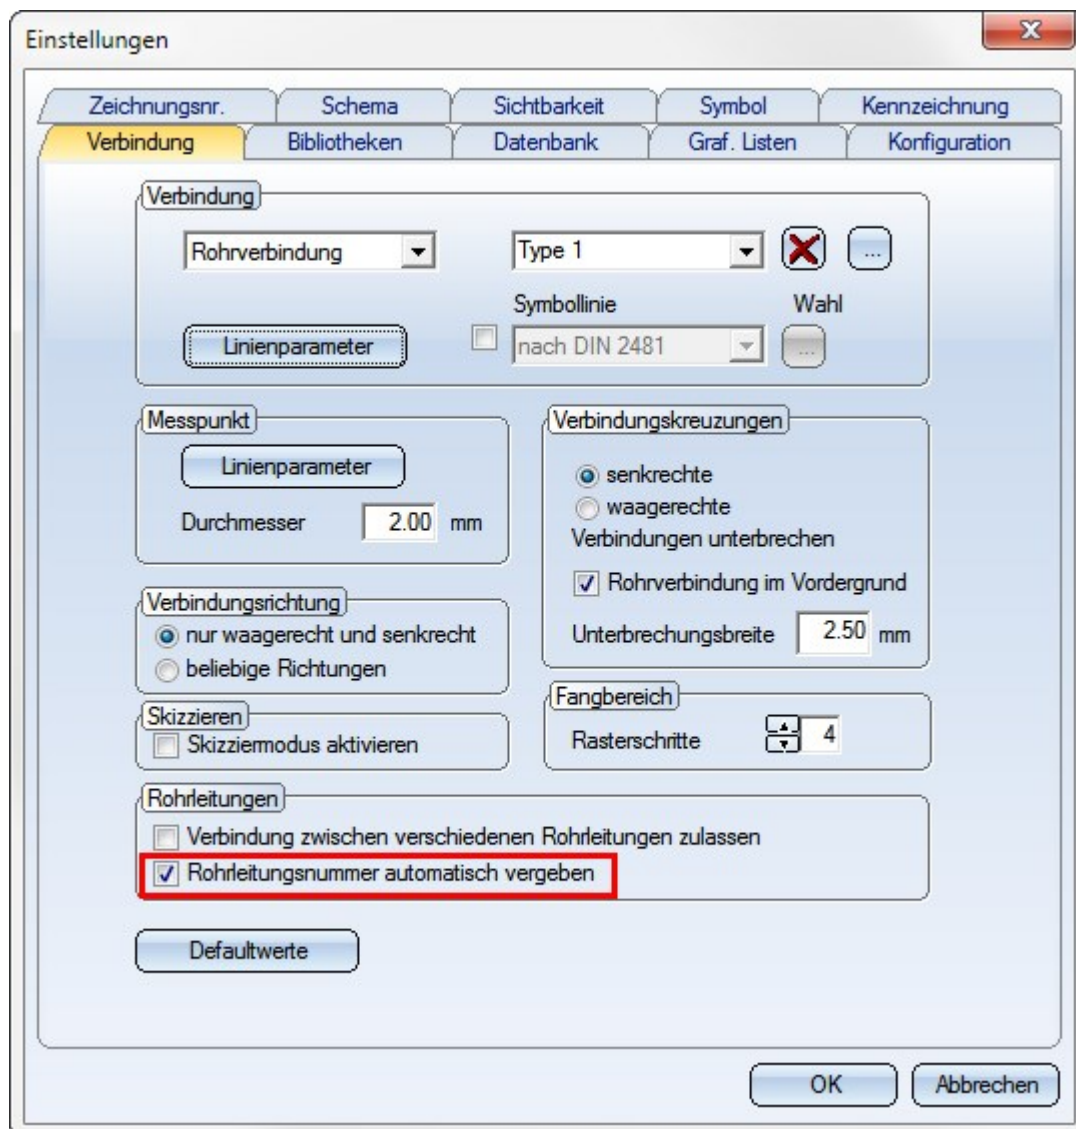 Einstellungen
Zeichnungsnr. Schema Sichtbarkeit Symbol Kennzeichnung
Verbindung Bibliotheken Datenbank Graf. Listen Konfiguration
Verbindung
Rohrverbindung Type 1 ...
Symbollinie Wahl
Linienparameter nach DIN 2481 ...
Messpunkt
Linienparameter
Durchmesser 2.00 mm
Verbindungskreuzungen
senkrechte
waagerechte
Verbindungen unterbrechen
Rohrverbindung im Vordergrund
Unterbrechungsbreite 2.50 mm
Verbindungsrichtung
nur waagerecht und senkrecht
beliebige Richtungen
Skizzieren
Skizziermodus aktivieren
Fangbereich
Rasterschritte 4
Rohrleitungen
Verbindung zwischen verschiedenen Rohrleitungen zulassen
Rohrleitungsnummer automatisch vergeben
Defaultwerte
OK Abbrechen